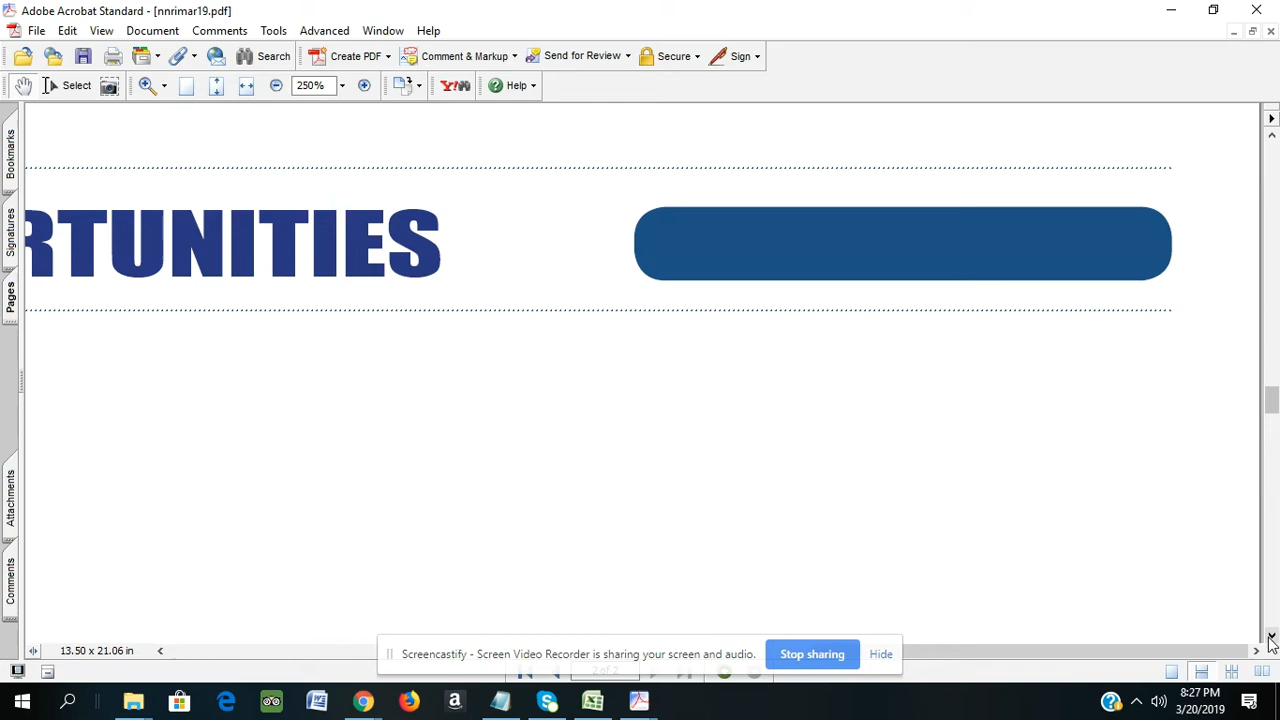 Adobe Acrobat Standard - [nnrimar19.pdf]
File Edit View Document Comments Tools Advanced Window Help
Search Create PDF Comment & Markup Send for Review Secure Sign
Select 250% Y! Help
Bookmarks
Signatures
Pages
Attachments
Comments
RTUNITIES
13.50 x 21.06 in
Screencastify - Screen Video Recorder is sharing your screen and audio. Stop sharing Hide
2 of 2
8:27 PM
3/20/2019